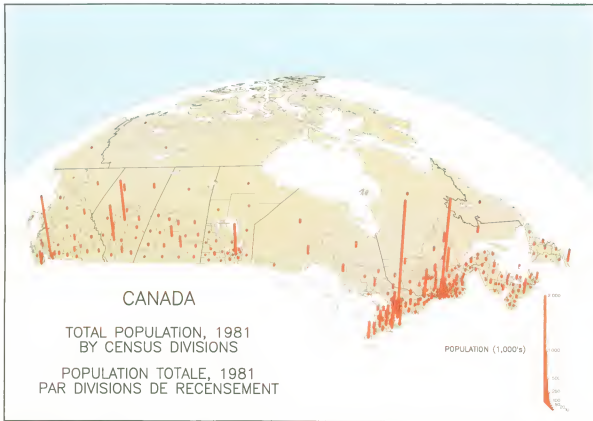 CANADA
TOTAL POPULATION, 1981
BY CENSUS DIVISIONS
POPULATION TOTALE, 1981
PAR DIVISIONS DE RECENSEMENT
POPULATION (1,000's)
2 000
1 000